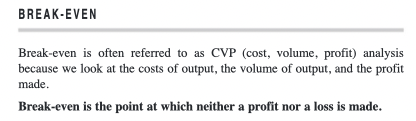 BREAK-EVEN
Break-even is often referred to as CVP (cost, volume, profit) analysis
because we look at the costs of output, the volume of output, and the profit
made.
Break-even is the point at which neither a profit nor a loss is made.